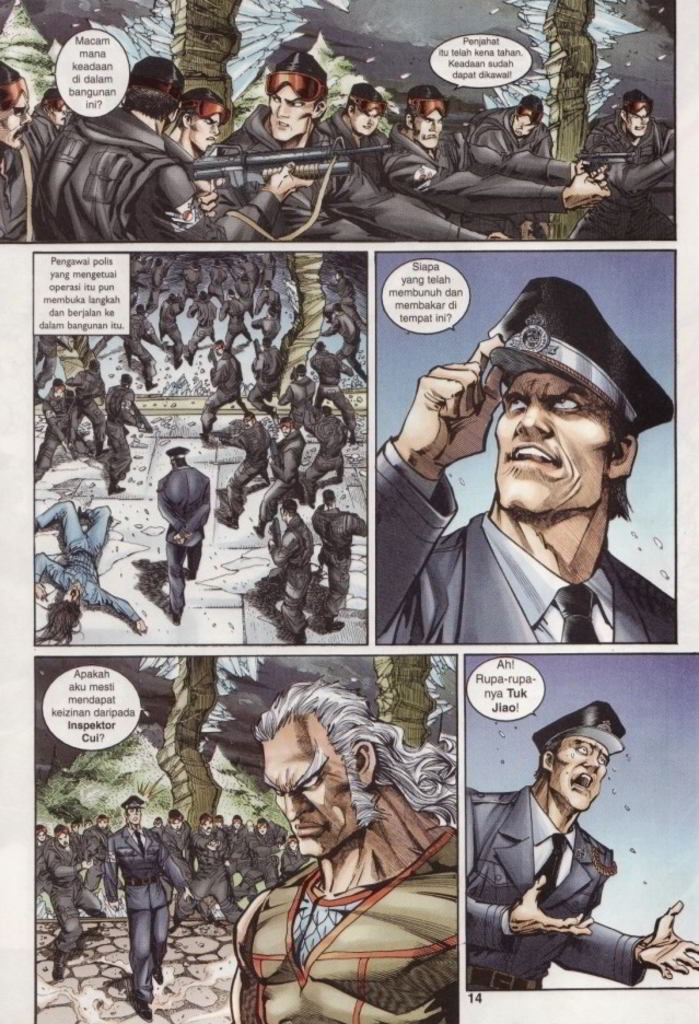 Macam
mana
keadaan
di dalam
bangunan
ini?
Penjahat
itu telah kena tahan.
Keadaan sudah
dapat dikawal!
Pengawai polis
yang mengetuai
operasi itu pun
membuka langkah
dan berjalan ke
dalam bangunan itu.
Siapa
yang telah
membunuh dan
membakar di
tempat ini?
Apakah
aku mesti
mendapat
keizinan daripada
Inspektor
Cui?
Ah!
Rupa-rupa-
nya Tuk
Jiao!
14